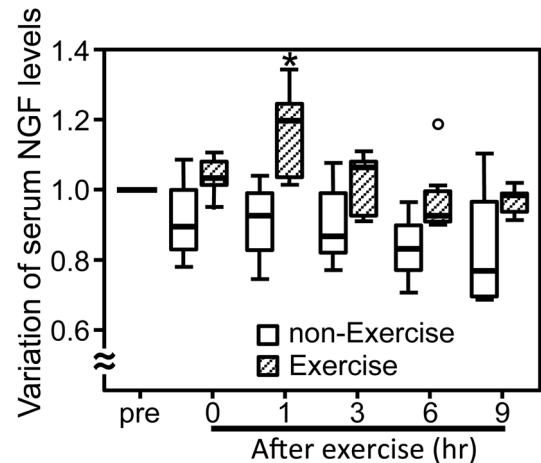 Variation of serum NGF levels
1.4
1.2
1.0
0.8
0.6
*
non-Exercise
Exercise
pre 0 1 3 6 9
After exercise (hr)